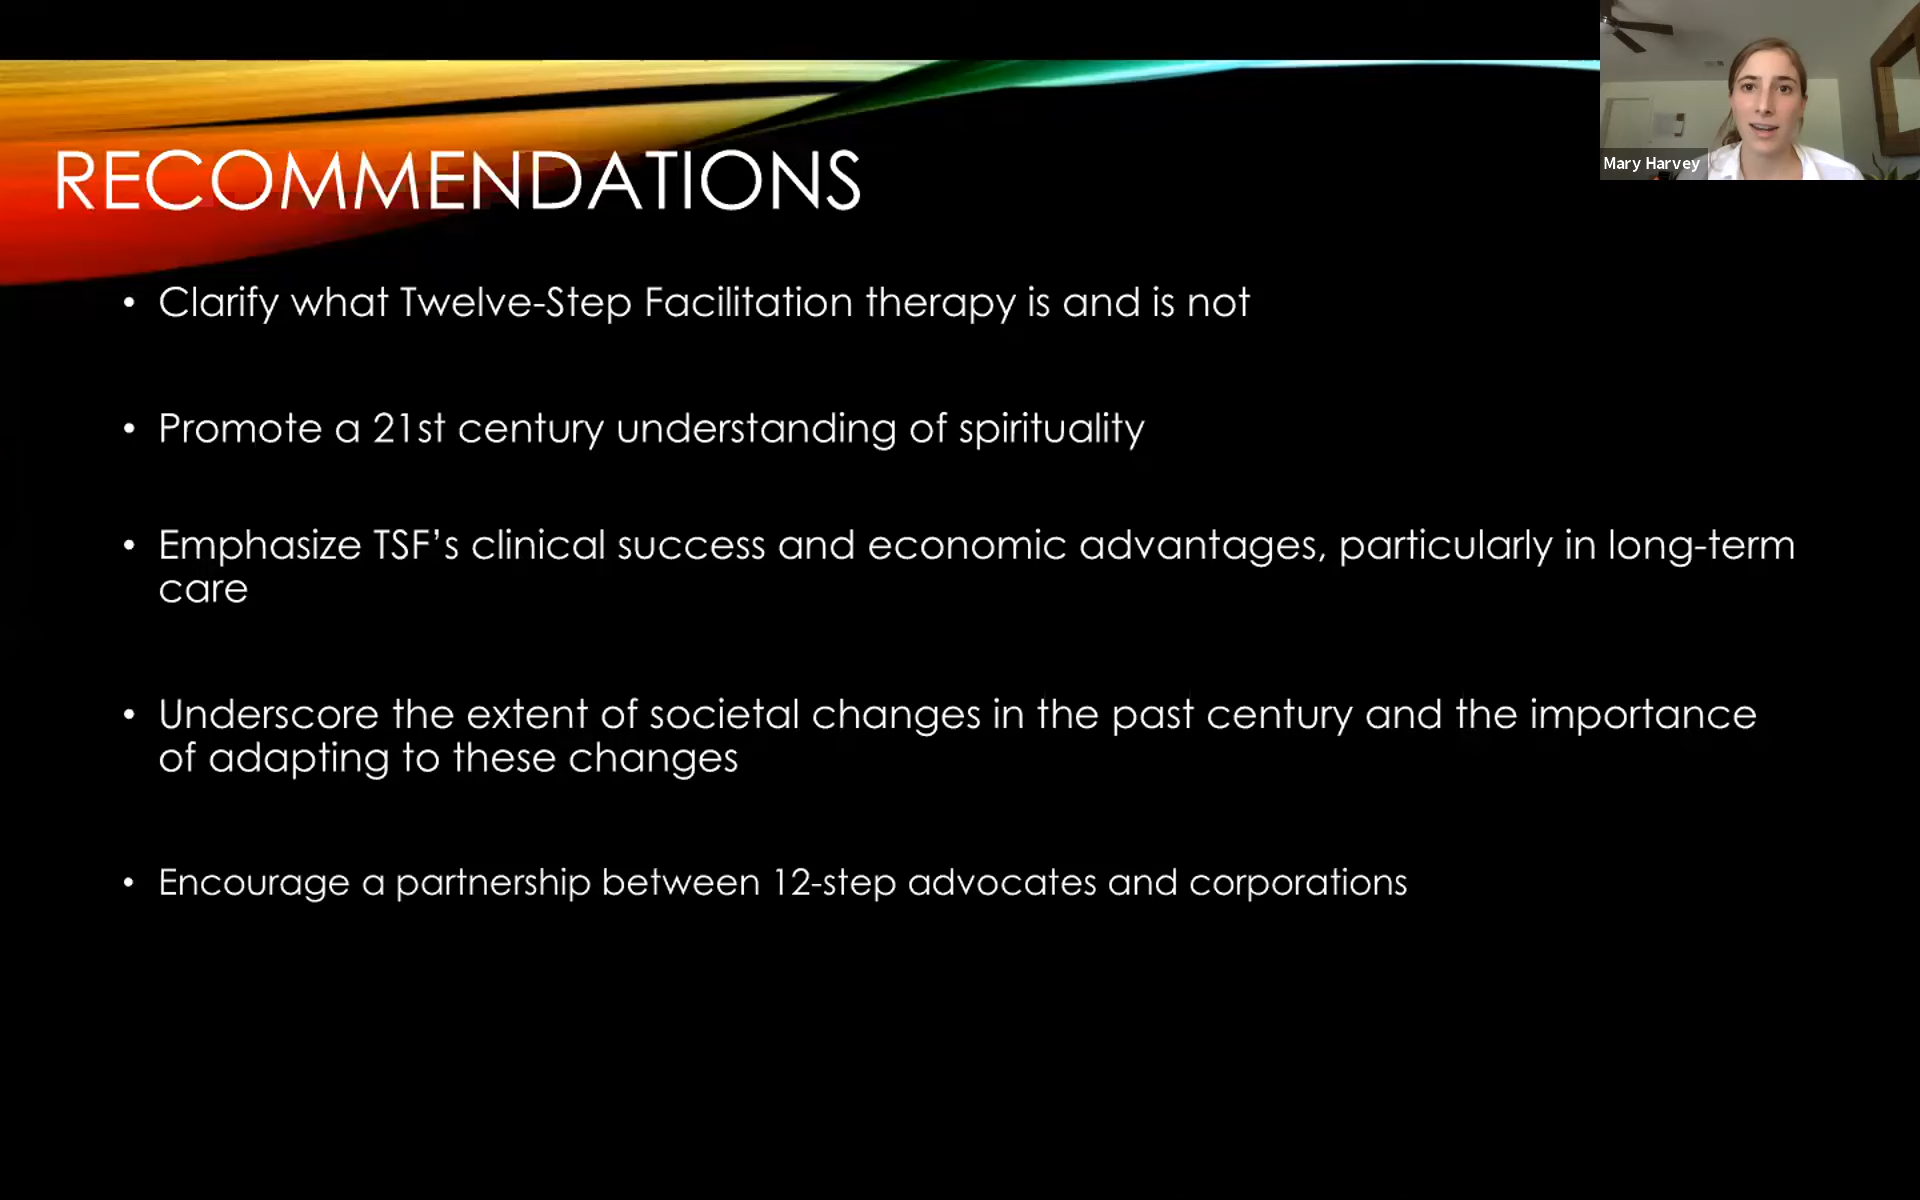 RECOMMENDATIONS
Mary Harvey
• Clarify what Twelve-Step Facilitation therapy is and is not
• Promote a 21st century understanding of spirituality
• Emphasize TSF’s clinical success and economic advantages, particularly in long-term
care
• Underscore the extent of societal changes in the past century and the importance
of adapting to these changes
• Encourage a partnership between 12-step advocates and corporations